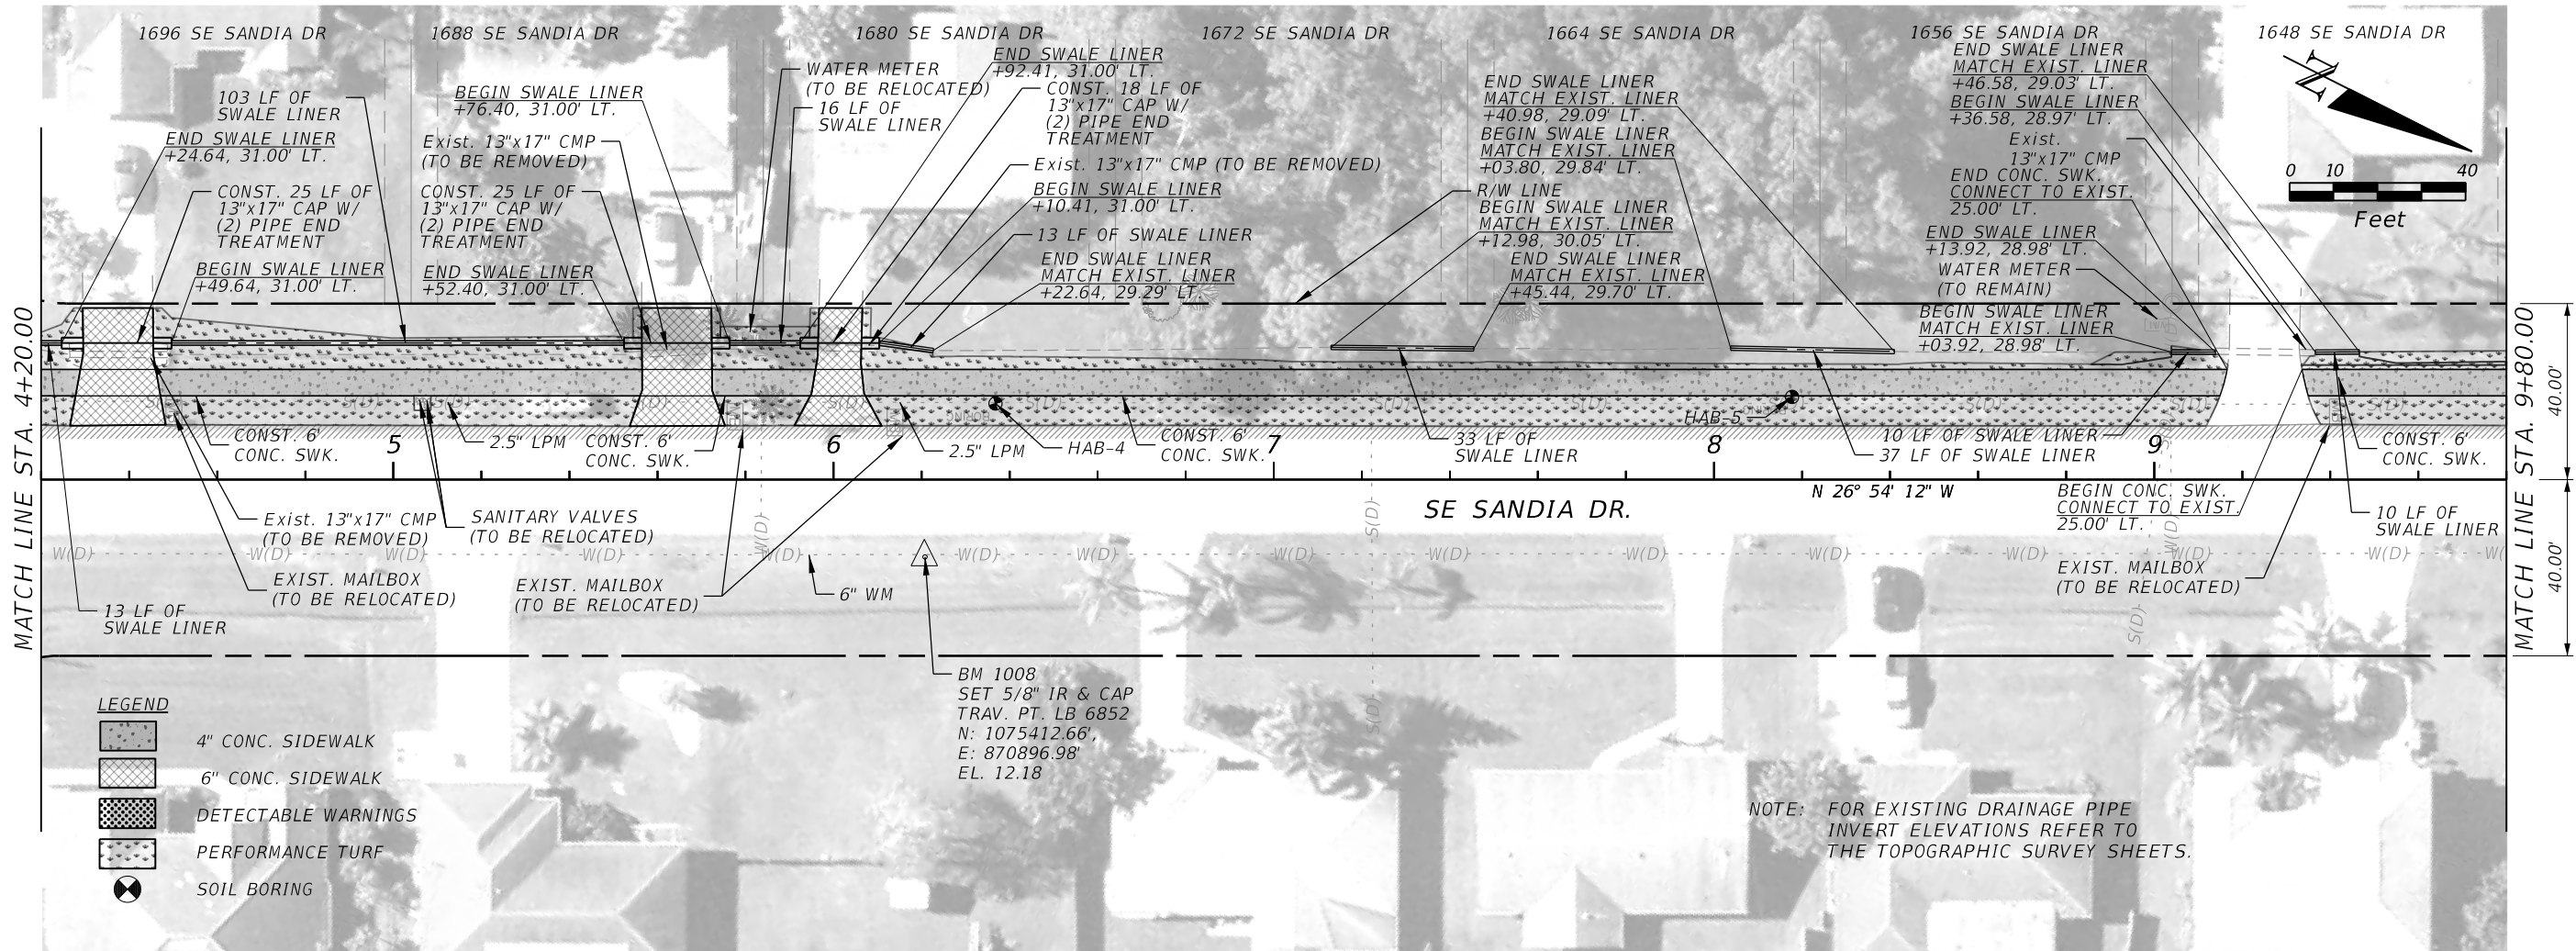 1696 SE SANDIA DR
1688 SE SANDIA DR
1680 SE SANDIA DR
1672 SE SANDIA DR
1664 SE SANDIA DR
1656 SE SANDIA DR
1648 SE SANDIA DR
103 LF OF
SWALE LINER
END SWALE LINER
+24.64, 31.00' LT.
CONST. 25 LF OF
13"x17" CAP W/
(2) PIPE END
TREATMENT
BEGIN SWALE LINER
+49.64, 31.00' LT.
BEGIN SWALE LINER
+76.40, 31.00' LT.
Exist. 13"x17" CMP
(TO BE REMOVED)
CONST. 25 LF OF
13"x17" CAP W/
(2) PIPE END
TREATMENT
END SWALE LINER
+52.40, 31.00' LT.
WATER METER
(TO BE RELOCATED)
16 LF OF
SWALE LINER
END SWALE LINER
+92.41, 31.00' LT.
CONST. 18 LF OF
13"x17" CAP W/
(2) PIPE END
TREATMENT
Exist. 13"x17" CMP (TO BE REMOVED)
BEGIN SWALE LINER
+10.41, 31.00' LT.
13 LF OF SWALE LINER
END SWALE LINER
MATCH EXIST. LINER
+22.64, 29.29' LT.
END SWALE LINER
MATCH EXIST. LINER
+40.98, 29.09' LT.
BEGIN SWALE LINER
MATCH EXIST. LINER
+03.80, 29.84' LT.
R/W LINE
BEGIN SWALE LINER
MATCH EXIST. LINER
+12.98, 30.05' LT.
END SWALE LINER
MATCH EXIST. LINER
+45.44, 29.70' LT.
END SWALE LINER
MATCH EXIST. LINER
+46.58, 29.03' LT.
BEGIN SWALE LINER
+36.58, 28.97' LT.
Exist.
13"x17" CMP
END CONC. SWK.
CONNECT TO EXIST.
25.00' LT.
END SWALE LINER
+13.92, 28.98' LT.
WATER METER
(TO REMAIN)
BEGIN SWALE LINER
MATCH EXIST. LINER
+03.92, 28.98' LT.
N
0 10 40
Feet
MATCH LINE STA. 4+20.00
MATCH LINE STA. 9+80.00
40.00'
40.00'
S(D) S(D) S(D) S(D) S(D) S(D) S(D) S(D) S(D) S(D)
BORING
CONST. 6'
CONC. SWK.
5
2.5" LPM
CONST. 6'
CONC. SWK.
6
2.5" LPM
HAB-4
CONST. 6'
CONC. SWK.
7
33 LF OF
SWALE LINER
HAB-5
8
10 LF OF SWALE LINER
37 LF OF SWALE LINER
9
CONST. 6'
CONC. SWK.
Exist. 13"x17" CMP
(TO BE REMOVED)
SANITARY VALVES
(TO BE RELOCATED)
SE SANDIA DR.
N 26° 54' 12" W
BEGIN CONC. SWK.
CONNECT TO EXIST.
25.00' LT.
10 LF OF
SWALE LINER
W(D) W(D) W(D) W(D) W(D) W(D) W(D) W(D) W(D) W(D) W(D) W(D) W(D) W(D)
W(D)
S(D)
S(D)
W(D)
S(D)
EXIST. MAILBOX
(TO BE RELOCATED)
13 LF OF
SWALE LINER
EXIST. MAILBOX
(TO BE RELOCATED)
6" WM
EXIST. MAILBOX
(TO BE RELOCATED)
BM 1008
SET 5/8" IR & CAP
TRAV. PT. LB 6852
N: 1075412.66',
E: 870896.98'
EL. 12.18
LEGEND
4" CONC. SIDEWALK
6" CONC. SIDEWALK
DETECTABLE WARNINGS
PERFORMANCE TURF
SOIL BORING
NOTE: FOR EXISTING DRAINAGE PIPE
INVERT ELEVATIONS REFER TO
THE TOPOGRAPHIC SURVEY SHEETS.